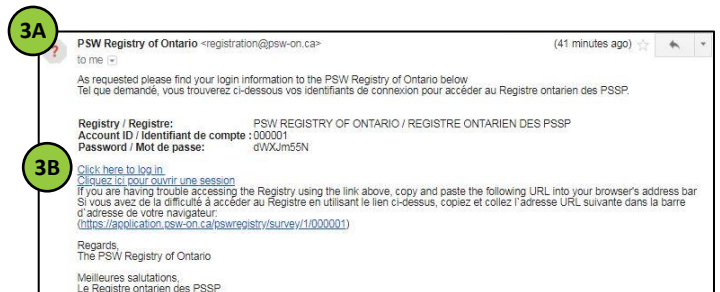 3A
PSW Registry of Ontario <registration@psw-on.ca> (41 minutes ago)
?
to me
As requested please find your login information to the PSW Registry of Ontario below
Tel que demandé, vous trouverez ci-dessous vos identifiants de connexion pour accéder au Registre ontarien des PSSP.
Registry / Registre: PSW REGISTRY OF ONTARIO / REGISTRE ONTARIEN DES PSSP
Account ID / Identifiant de compte : 000001
Password / Mot de passe: dWXJm55N
3B
Click here to log in
Cliquez ici pour ouvrir une session
If you are having trouble accessing the Registry using the link above, copy and paste the following URL into your browser's address bar
Si vous avez de la difficulté à accéder au Registre en utilisant le lien ci-dessus, copiez et collez l'adresse URL suivante dans la barre
d'adresse de votre navigateur:
(https://application.psw-on.ca/pswregistry/survey/1/000001)
Regards,
The PSW Registry of Ontario
Meilleures salutations,
Le Registre ontarien des PSSP